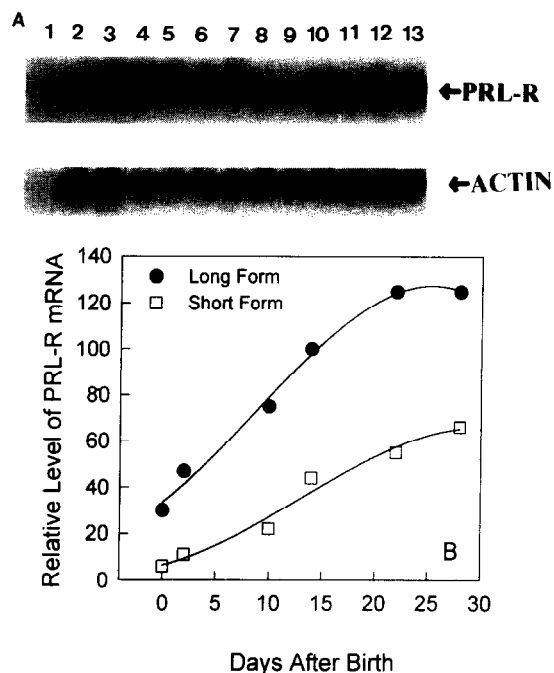 A
1 2 3 4 5 6 7 8 9 10 11 12 13
←PRL-R
←ACTIN
Relative Level of PRL-R mRNA
140
120
100
80
60
40
20
0
Long Form
Short Form
B
0 5 10 15 20 25 30
Days After Birth